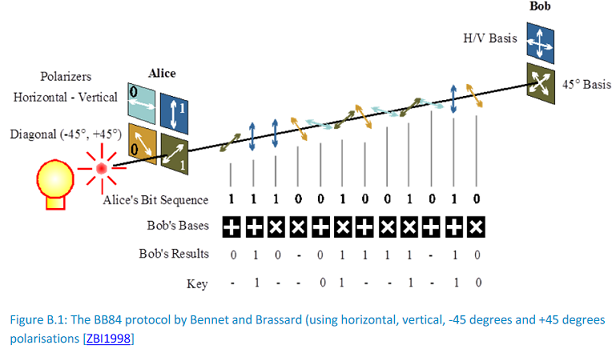 Bob
H/V Basis
Polarizers
Alice
45° Basis
Horizontal - Vertical
0
1
Diagonal (-45°, +45°)
0
1
Alice's Bit Sequence 1 1 1 0 0 1 0 0 1 0 1 0
Bob's Bases + + × × + × × × × + + ×
Bob's Results 0 1 0 - 0 1 1 1 1 - 1 0
Key - 1 - - 0 1 - - 1 - 1 0
Figure B.1: The BB84 protocol by Bennet and Brassard (using horizontal, vertical, -45 degrees and +45 degrees
polarisations [ZBI1998]